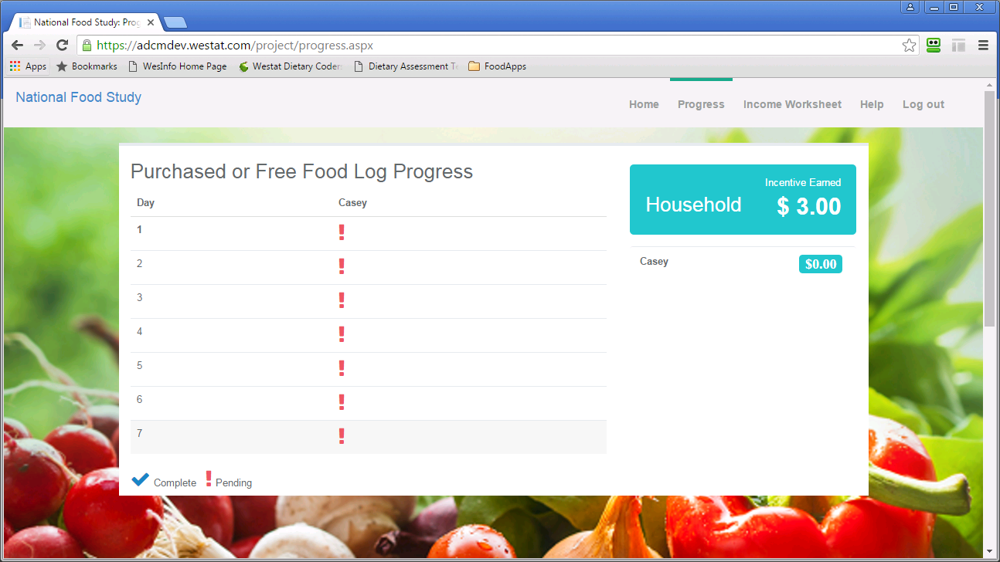 National Food Study: Prog
https://adcmdev.westat.com/project/progress.aspx
Apps Bookmarks WesInfo Home Page Westat Dietary Coder Dietary Assessment Te FoodApps
National Food Study
Home Progress Income Worksheet Help Log out
Purchased or Free Food Log Progress
Day Casey
1 !
2 !
3 !
4 !
5 !
6 !
7 !
Complete ! Pending
Incentive Earned
Household $ 3.00
Casey $0.00